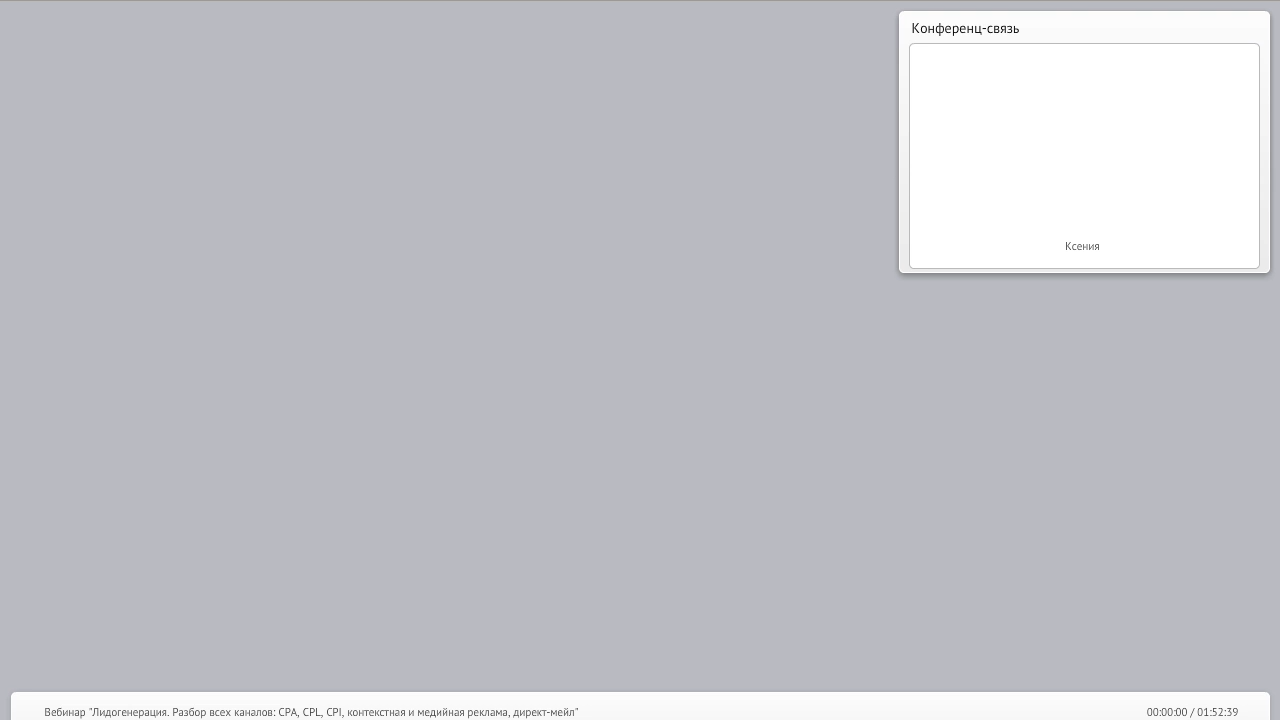 Конференц-связь
Ксения
Вебинар "Лидогенерация. Разбор всех каналов: CPA, CPL, CPI, контекстная и медийная реклама, директ-мейл"
00:00:00 / 01:52:39